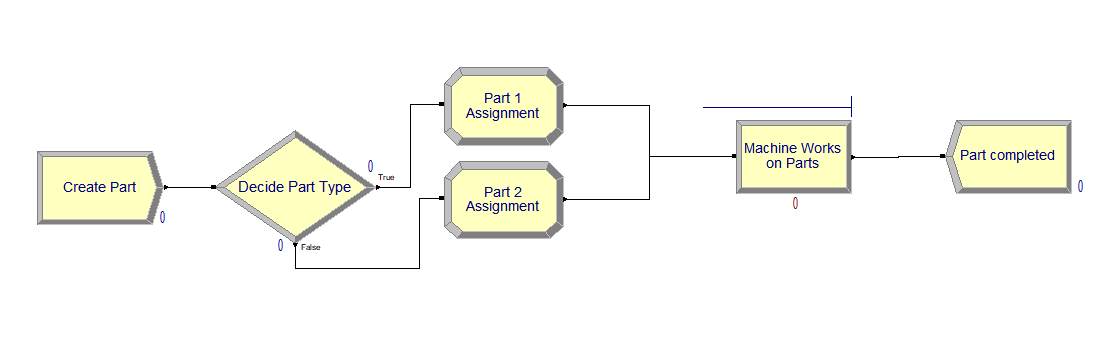 Create Part
0
Decide Part Type
0
True
0
False
Part 1
Assignment
Part 2
Assignment
Machine Works
on Parts
0
Part completed
0